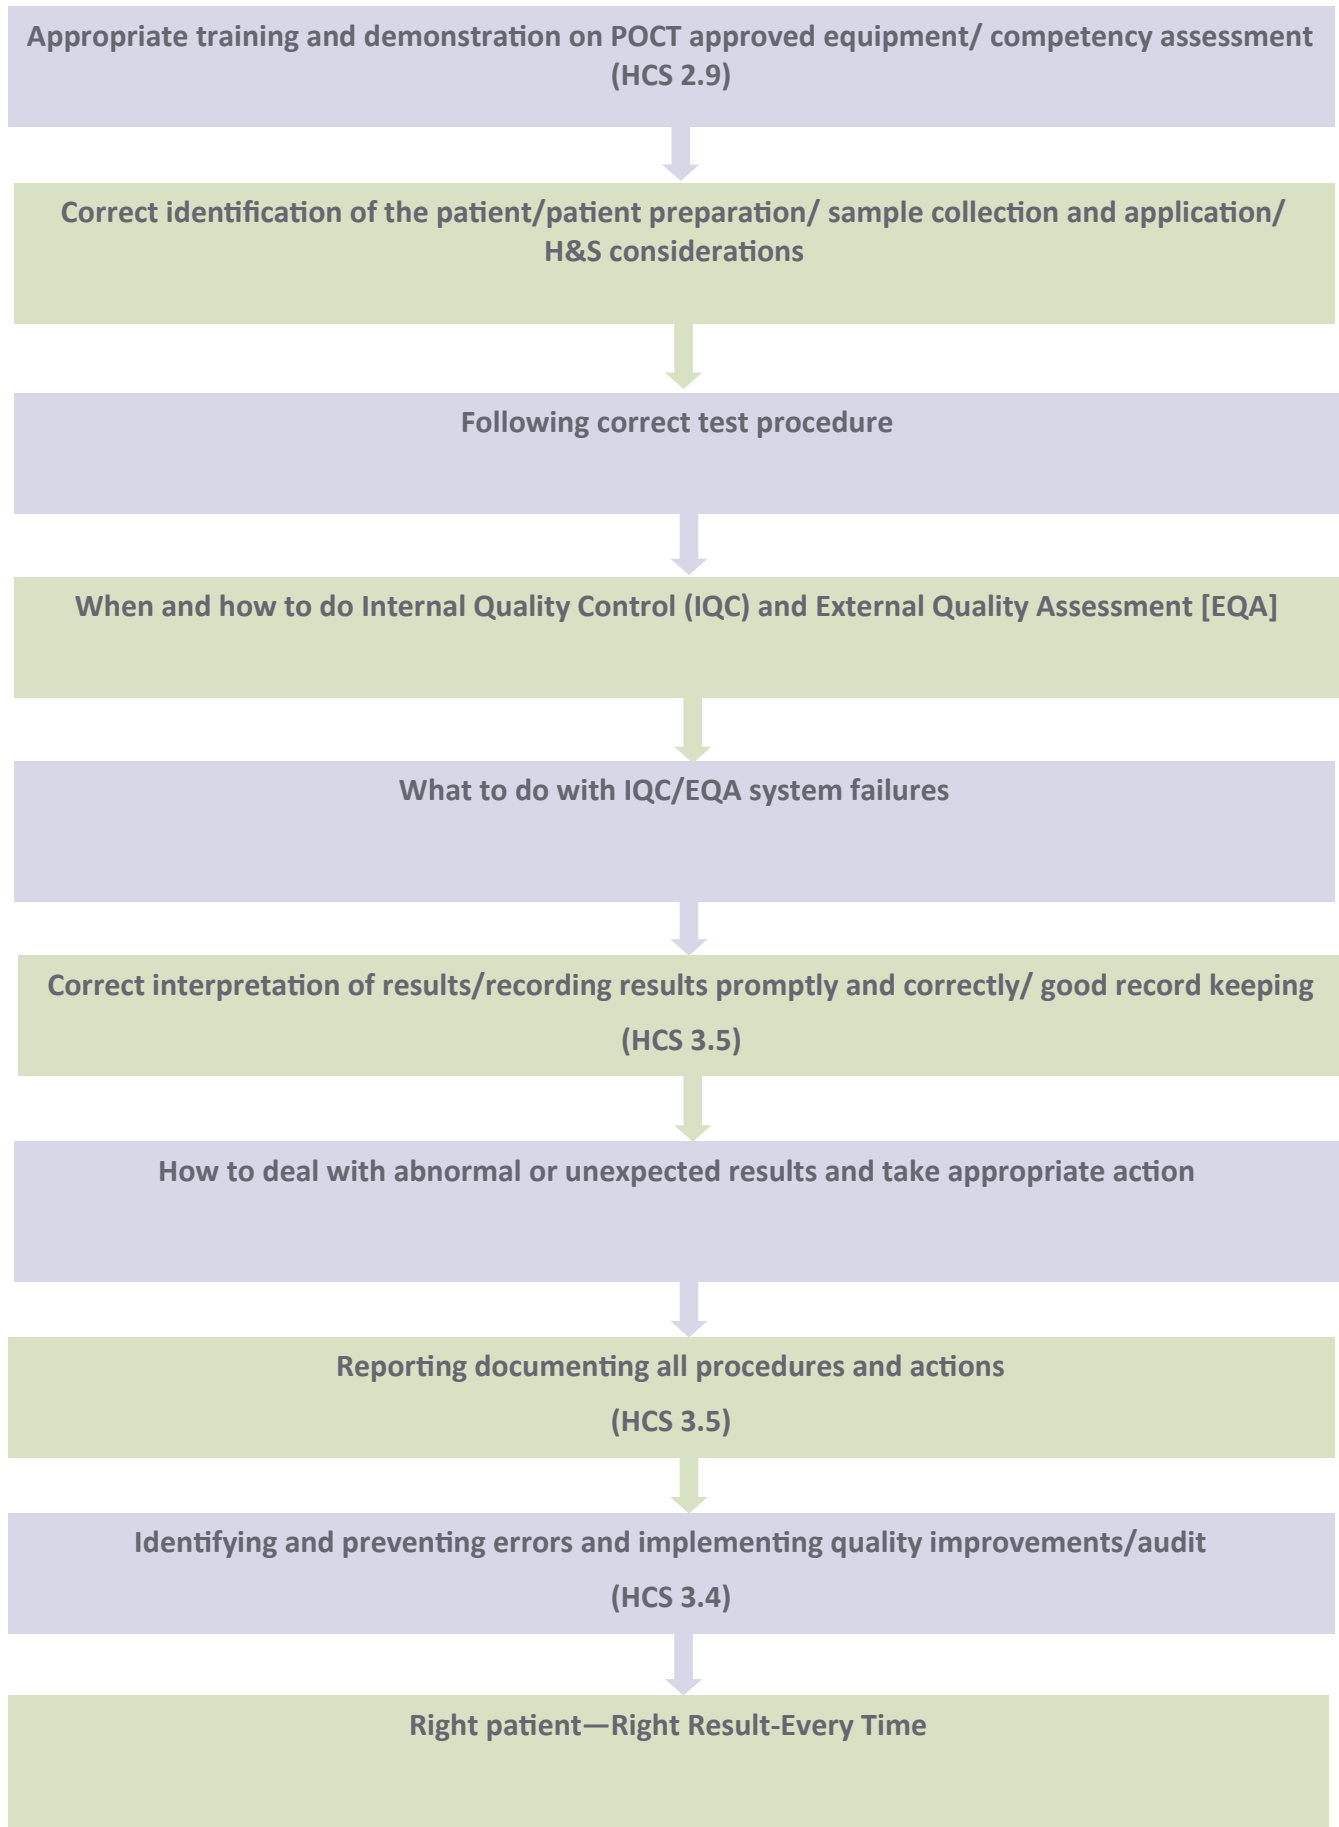 Appropriate training and demonstration on POCT approved equipment/ competency assessment
(HCS 2.9)
Correct identification of the patient/patient preparation/ sample collection and application/
H&S considerations
Following correct test procedure
When and how to do Internal Quality Control (IQC) and External Quality Assessment [EQA]
What to do with IQC/EQA system failures
Correct interpretation of results/recording results promptly and correctly/ good record keeping
(HCS 3.5)
How to deal with abnormal or unexpected results and take appropriate action
Reporting documenting all procedures and actions
(HCS 3.5)
Identifying and preventing errors and implementing quality improvements/audit
(HCS 3.4)
Right patient—Right Result-Every Time